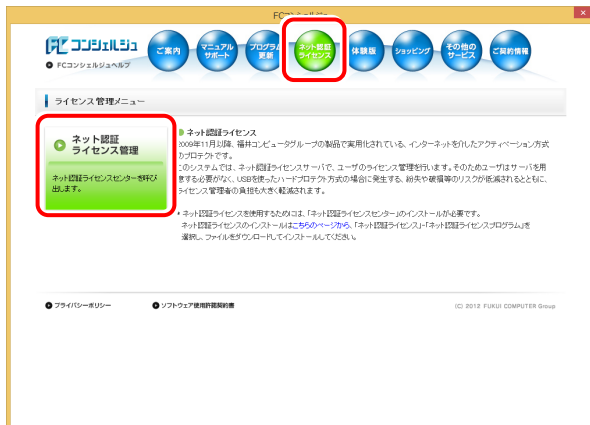 FCコンシェルジュ
FCコンシェルジュ
FCコンシェルジュヘルプ
ご案内
マニュアル
サポート
プログラム
更新
ネット認証
ライセンス
体験版
ショッピング
その他の
サービス
ご契約情報
ライセンス管理メニュー
ネット認証
ライセンス管理
ネット認証ライセンスセンターを呼び
出します。
ネット認証ライセンス
2009年11月以降、福井コンピュータグループの製品で実用化されている、インターネットを介したアクティベーション方式
のプロテクトです。
このシステムでは、ネット認証ライセンスサーバで、ユーザのライセンス管理を行います。そのためユーザはサーバを用
意する必要がなく、USBを使ったハードプロテクト方式の場合に発生する、紛失や破損等のリスクが低減されるとともに、
ライセンス管理者の負担も大きく軽減されます。
ネット認証ライセンスを使用するためには、「ネット認証ライセンスセンター」のインストールが必要です。
ネット認証ライセンスのインストールはこちらのページから、「ネット認証ライセンス」-「ネット認証ライセンスプログラム」を
選択し、ファイルをダウンロードしてインストールしてください。
プライバシーポリシー
ソフトウェア使用許諾契約書
(C) 2012 FUKUI COMPUTER Group